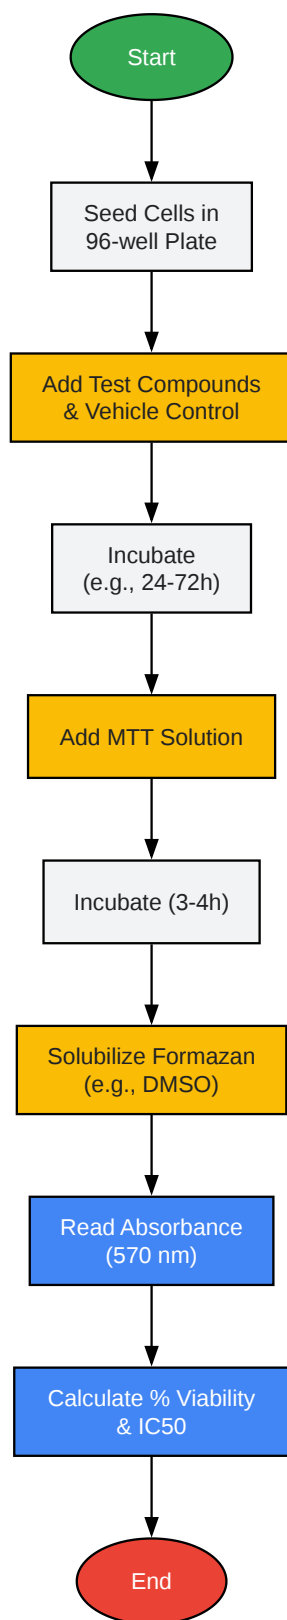 Start
Seed Cells in
96-well Plate
Add Test Compounds
& Vehicle Control
Incubate
(e.g., 24-72h)
Add MTT Solution
Incubate (3-4h)
Solubilize Formazan
(e.g., DMSO)
Read Absorbance
(570 nm)
Calculate % Viability
& IC50
End